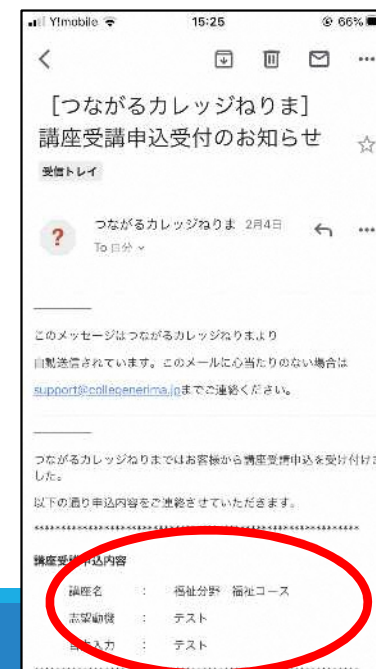 Y!mobile 15:25 66%
[つながるカレッジねりま]
講座受講申込受付のお知らせ
受信トレイ
? つながるカレッジねりま 2月4日
To 自分
このメッセージはつながるカレッジねりまより
自動送信されています。このメールに心当たりのない場合は
support@collegenerima.jpまでご連絡ください。
つながるカレッジねりまではお客様から講座受講申込を受け付けま
した。
以下の通り申込内容をご連絡させていただきます。
講座受講申込内容
講座名 : 福祉分野 福祉コース
志望動機 : テスト
入力 : テスト